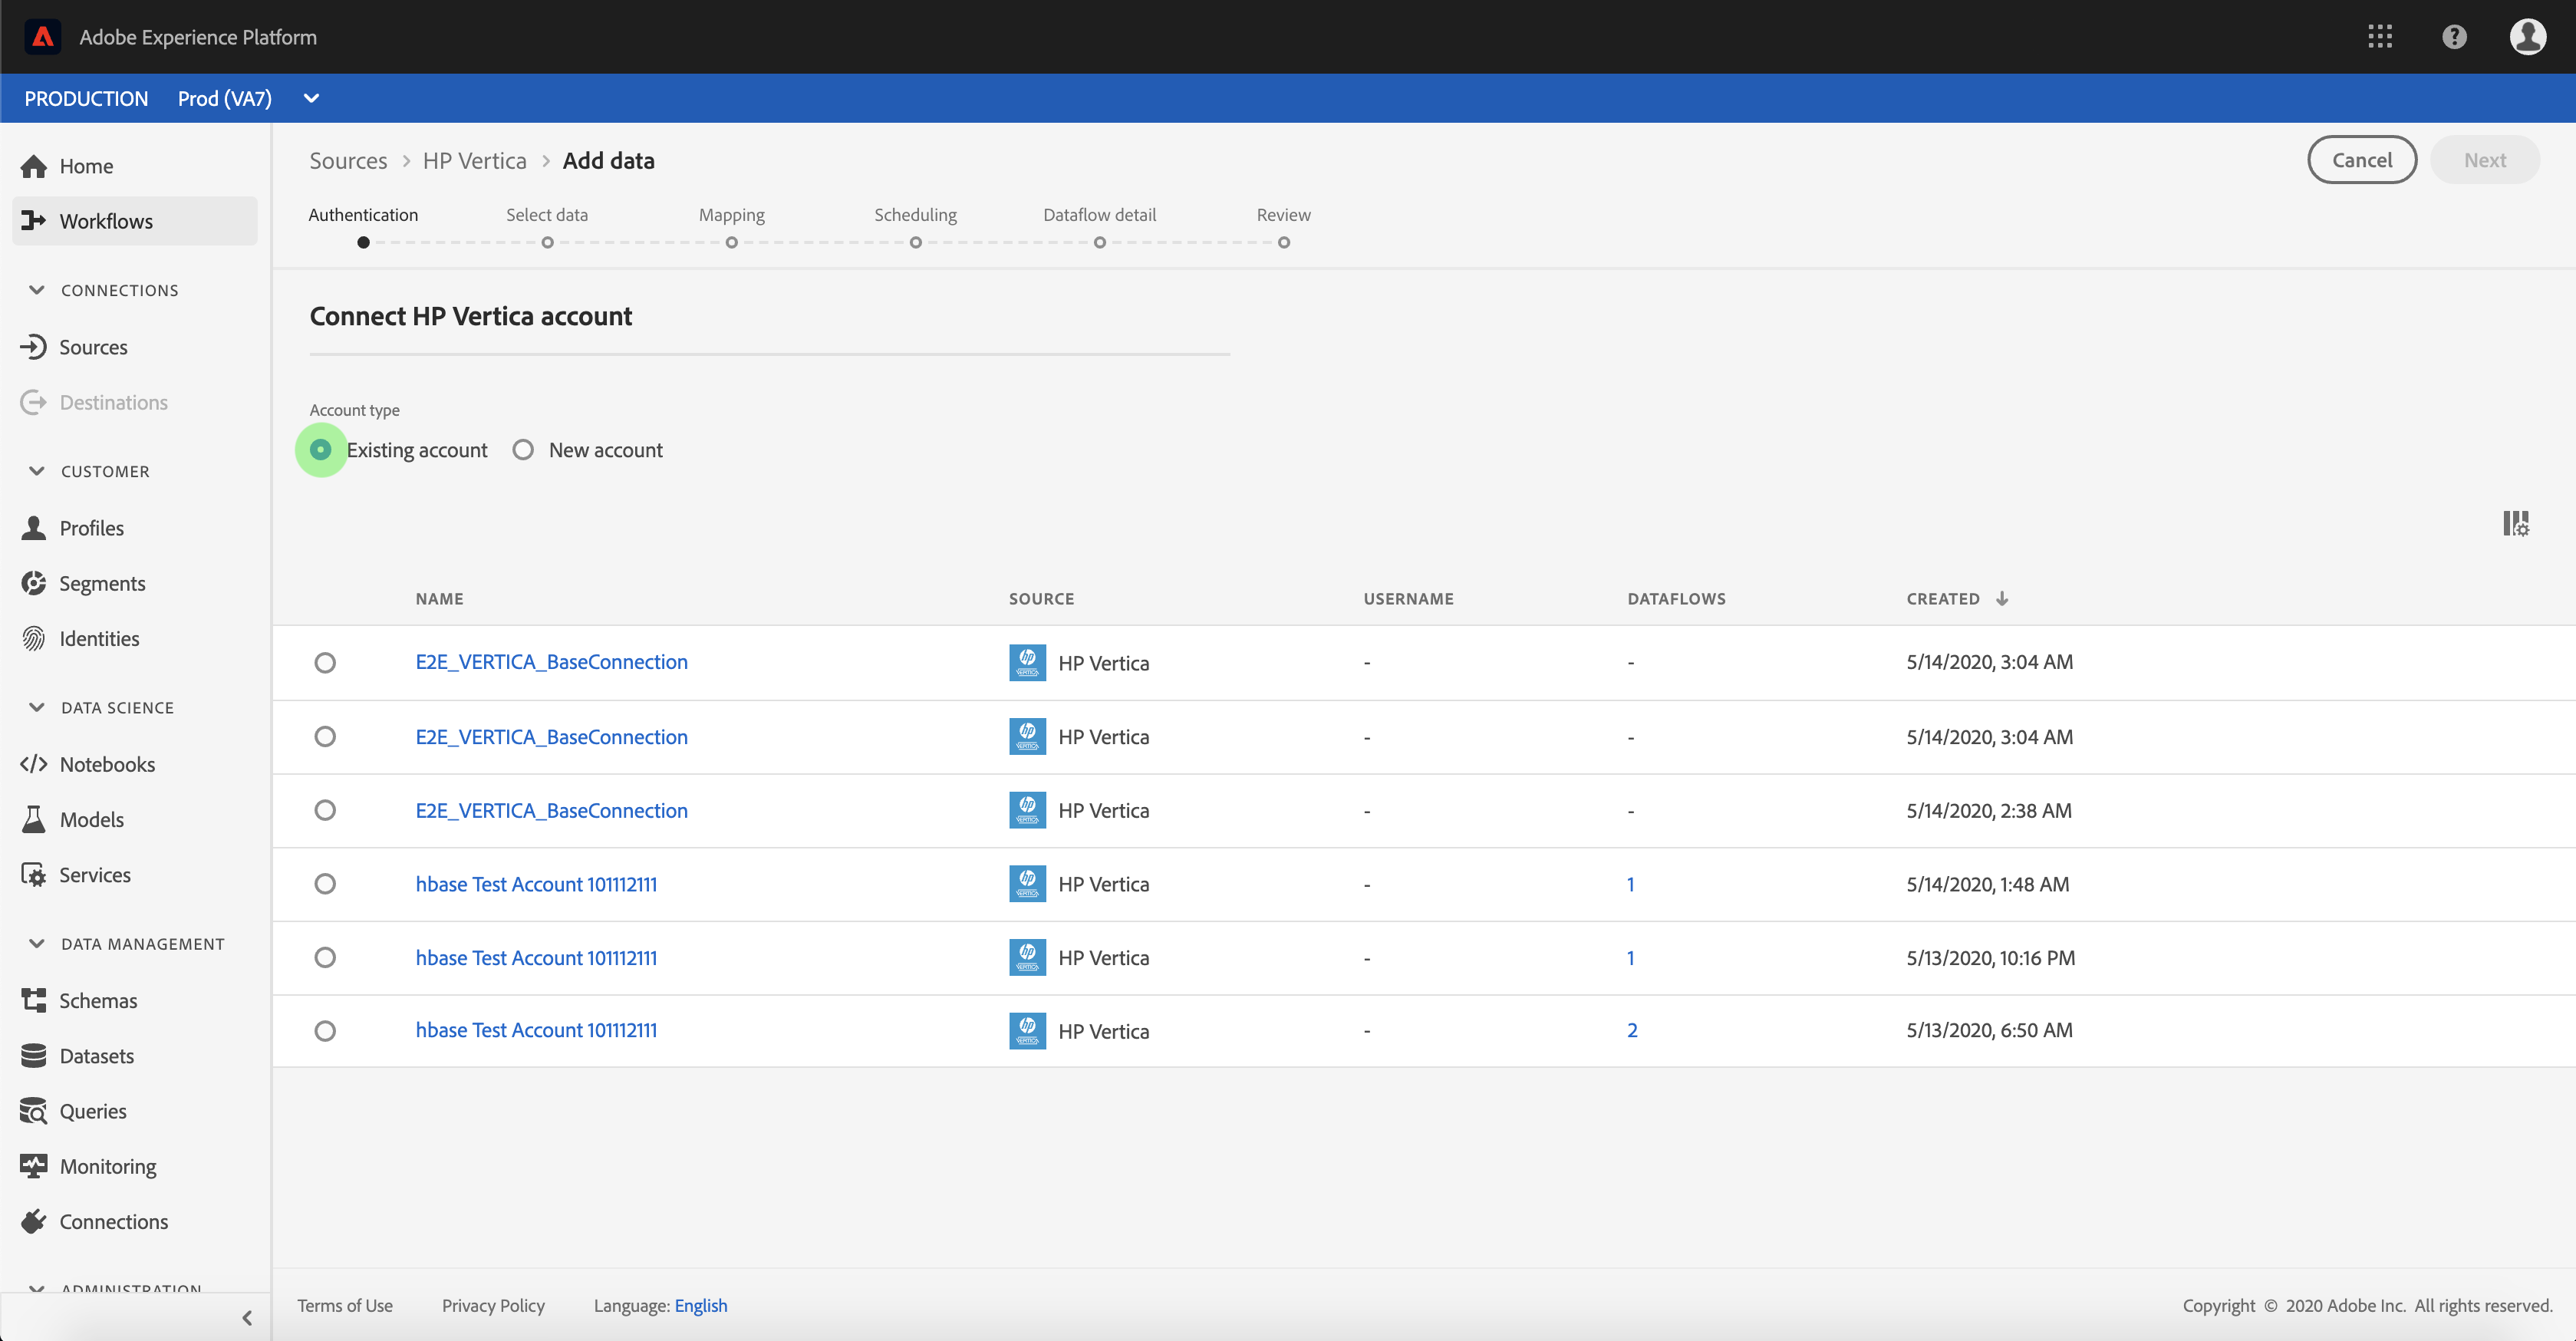 Adobe Experience Platform
PRODUCTION Prod (VA7)
Home
Workflows
CONNECTIONS
Sources
Destinations
CUSTOMER
Profiles
Segments
Identities
DATA SCIENCE
Notebooks
Models
Services
DATA MANAGEMENT
Schemas
Datasets
Queries
Monitoring
Connections
ADMINISTRATION
Sources > HP Vertica > Add data
Cancel Next
Authentication Select data Mapping Scheduling Dataflow detail Review
Connect HP Vertica account
Account type
Existing account New account
NAME SOURCE USERNAME DATAFLOWS CREATED
E2E_VERTICA_BaseConnection HP Vertica - - 5/14/2020, 3:04 AM
E2E_VERTICA_BaseConnection HP Vertica - - 5/14/2020, 3:04 AM
E2E_VERTICA_BaseConnection HP Vertica - - 5/14/2020, 2:38 AM
hbase Test Account 101112111 HP Vertica - 1 5/14/2020, 1:48 AM
hbase Test Account 101112111 HP Vertica - 1 5/13/2020, 10:16 PM
hbase Test Account 101112111 HP Vertica - 2 5/13/2020, 6:50 AM
Terms of Use Privacy Policy Language: English Copyright © 2020 Adobe Inc. All rights reserved.